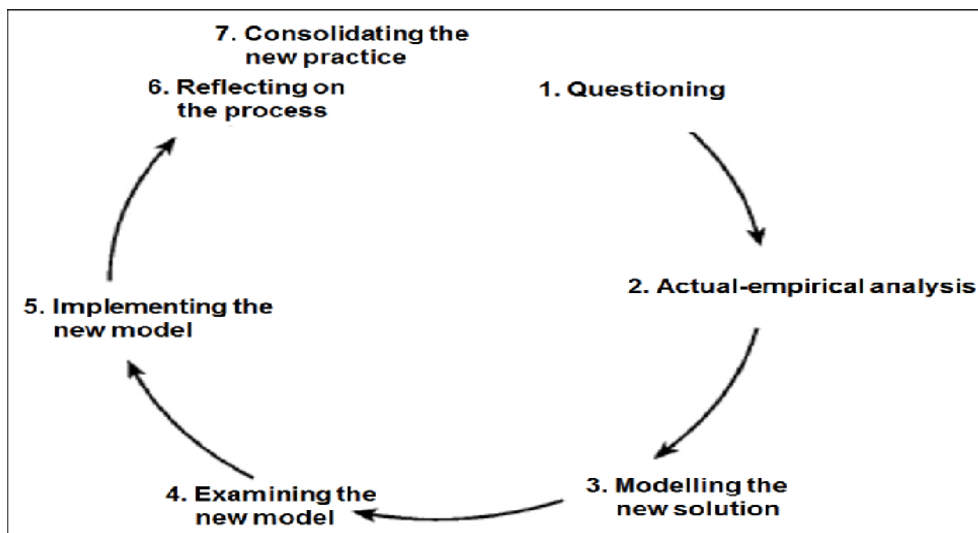 7. Consolidating the
new practice
6. Reflecting on
the process
1. Questioning
2. Actual-empirical analysis
3. Modelling the
new solution
4. Examining the
new model
5. Implementing the
new model